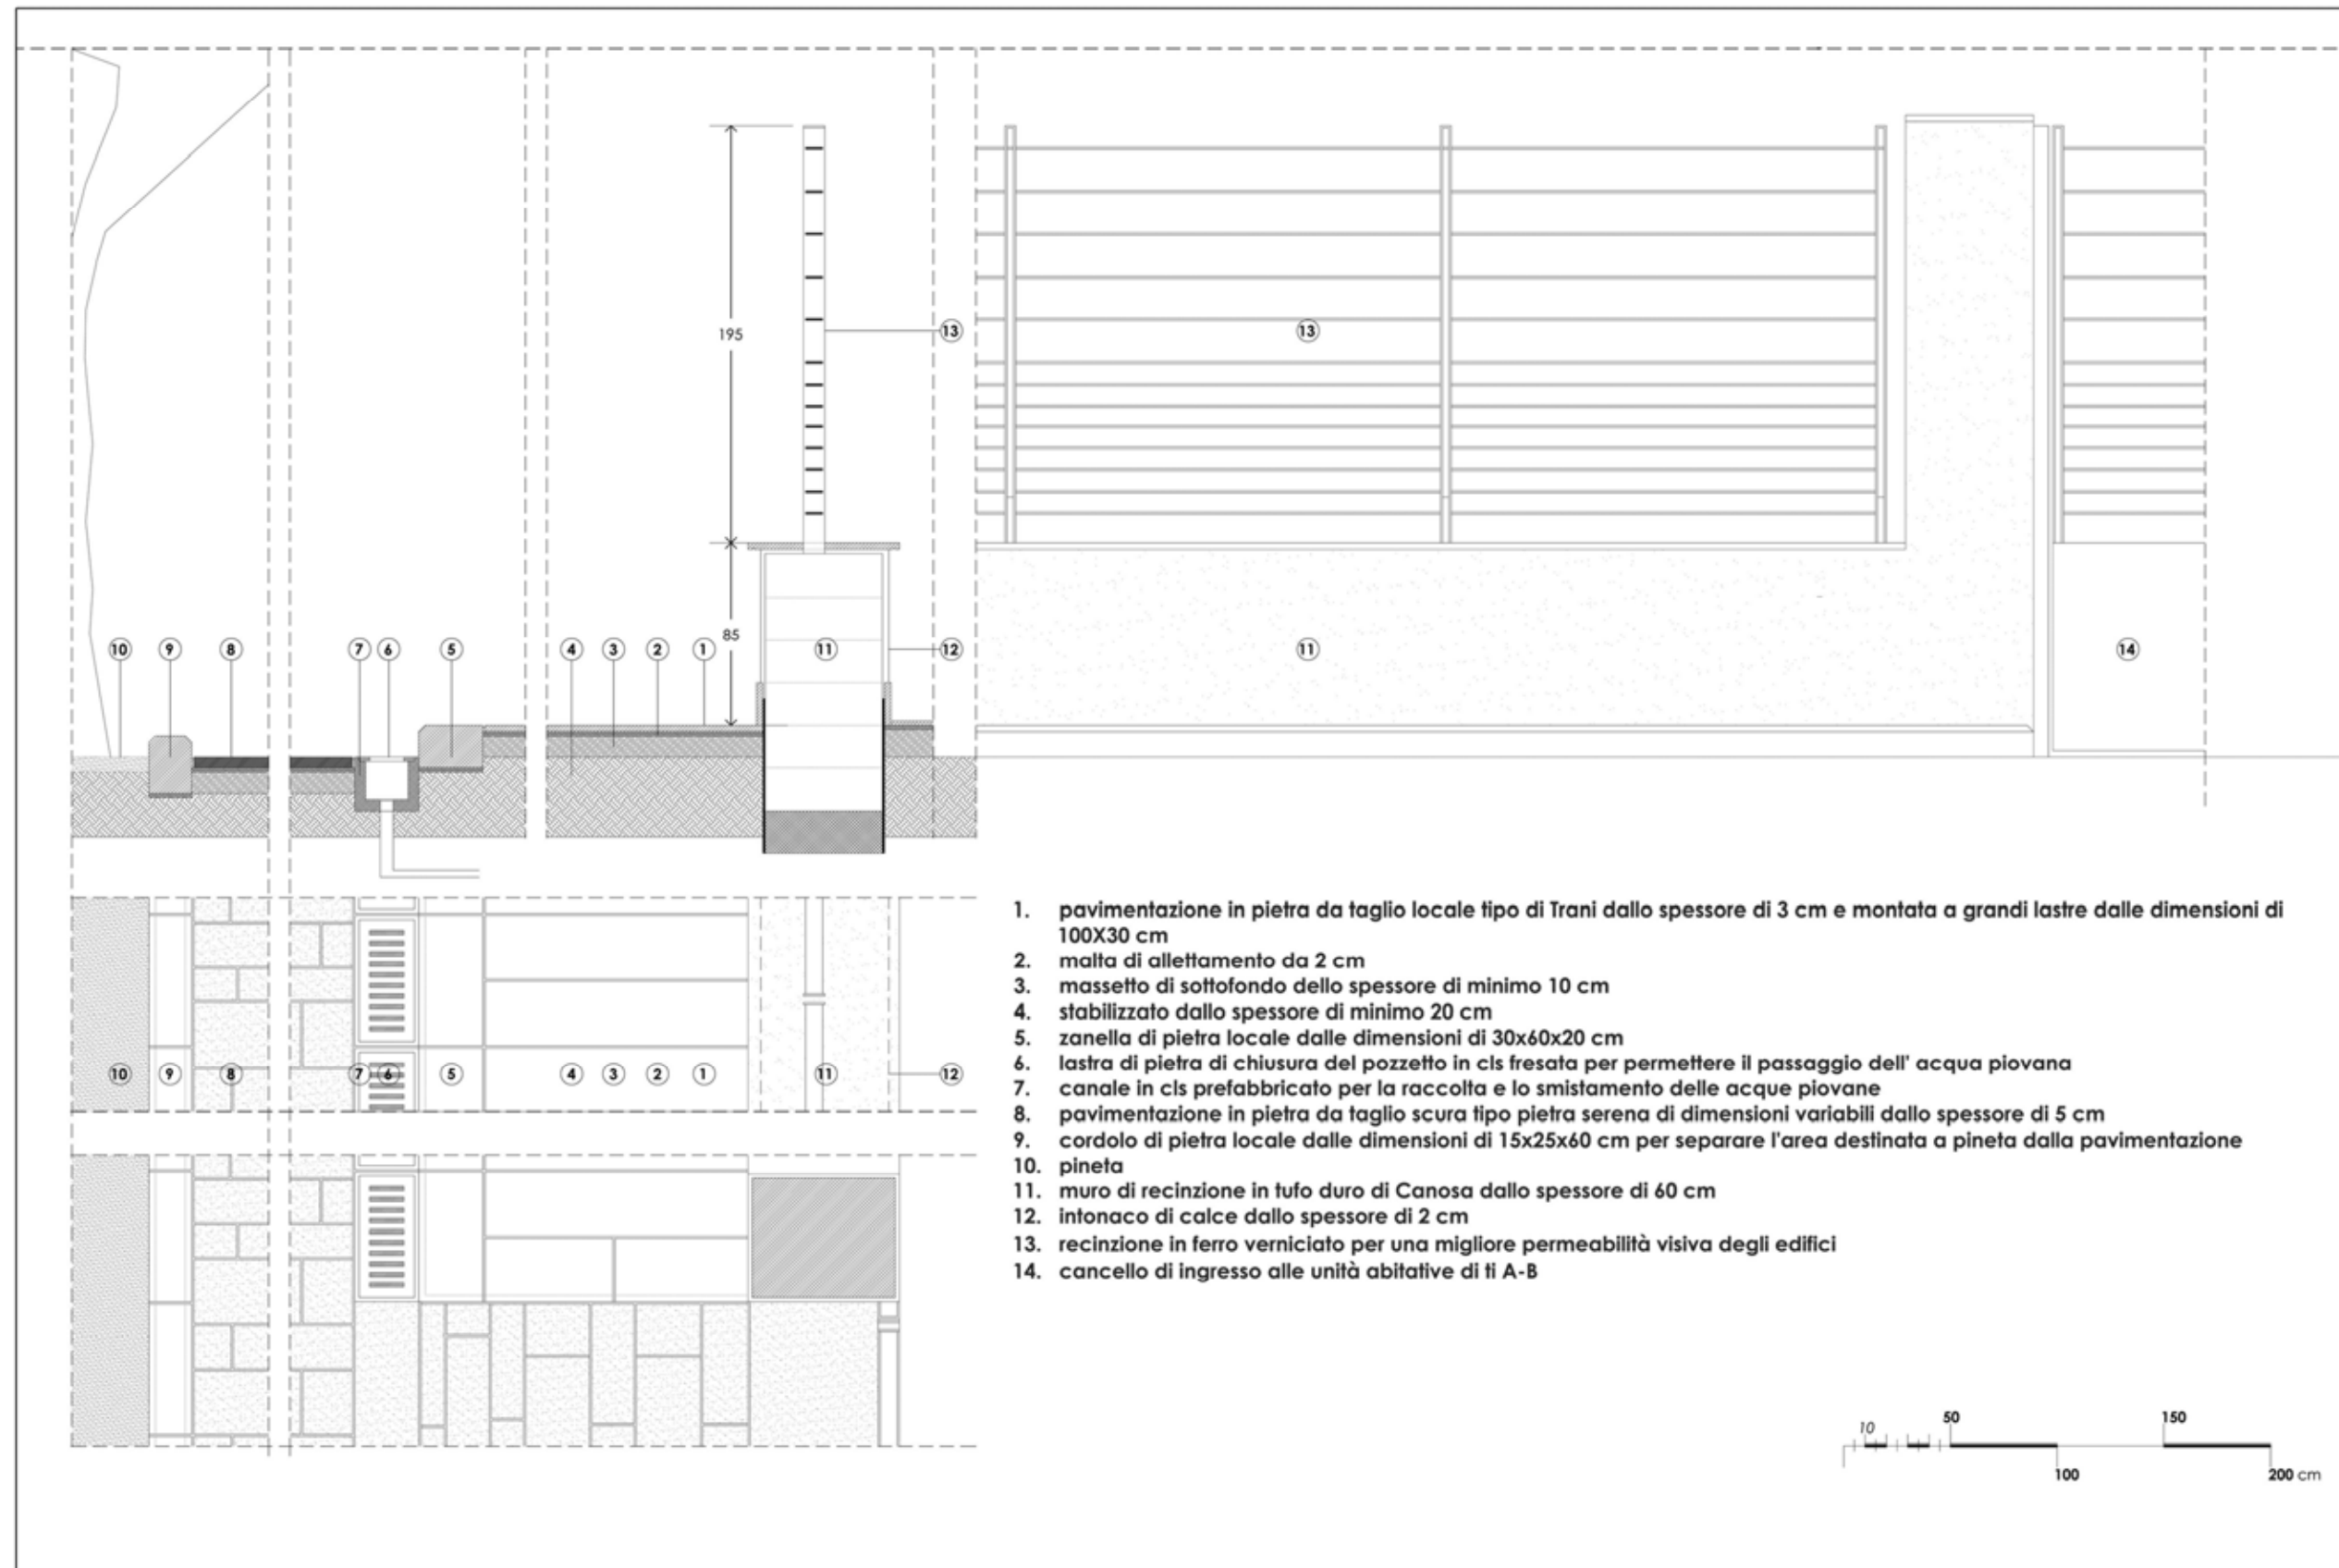 195
13
13
10
9
8
7
6
5
4
3
2
1
85
11
12
11
14
10
9
8
7
6
5
4
3
2
1
11
12
1. pavimentazione in pietra da taglio locale tipo di Trani dallo spessore di 3 cm e montata a grandi lastre dalle dimensioni di
100X30 cm
2. malta di allettamento da 2 cm
3. massetto di sottofondo dello spessore di minimo 10 cm
4. stabilizzato dallo spessore di minimo 20 cm
5. zanella di pietra locale dalle dimensioni di 30x60x20 cm
6. lastra di pietra di chiusura del pozzetto in cls fresata per permettere il passaggio dell' acqua piovana
7. canale in cls prefabbricato per la raccolta e lo smistamento delle acque piovane
8. pavimentazione in pietra da taglio scura tipo pietra serena di dimensioni variabili dallo spessore di 5 cm
9. cordolo di pietra locale dalle dimensioni di 15x25x60 cm per separare l'area destinata a pineta dalla pavimentazione
10. pineta
11. muro di recinzione in tufo duro di Canosa dallo spessore di 60 cm
12. intonaco di calce dallo spessore di 2 cm
13. recinzione in ferro verniciato per una migliore permeabilità visiva degli edifici
14. cancello di ingresso alle unità abitative di ti A-B
10
50
150
100
200 cm